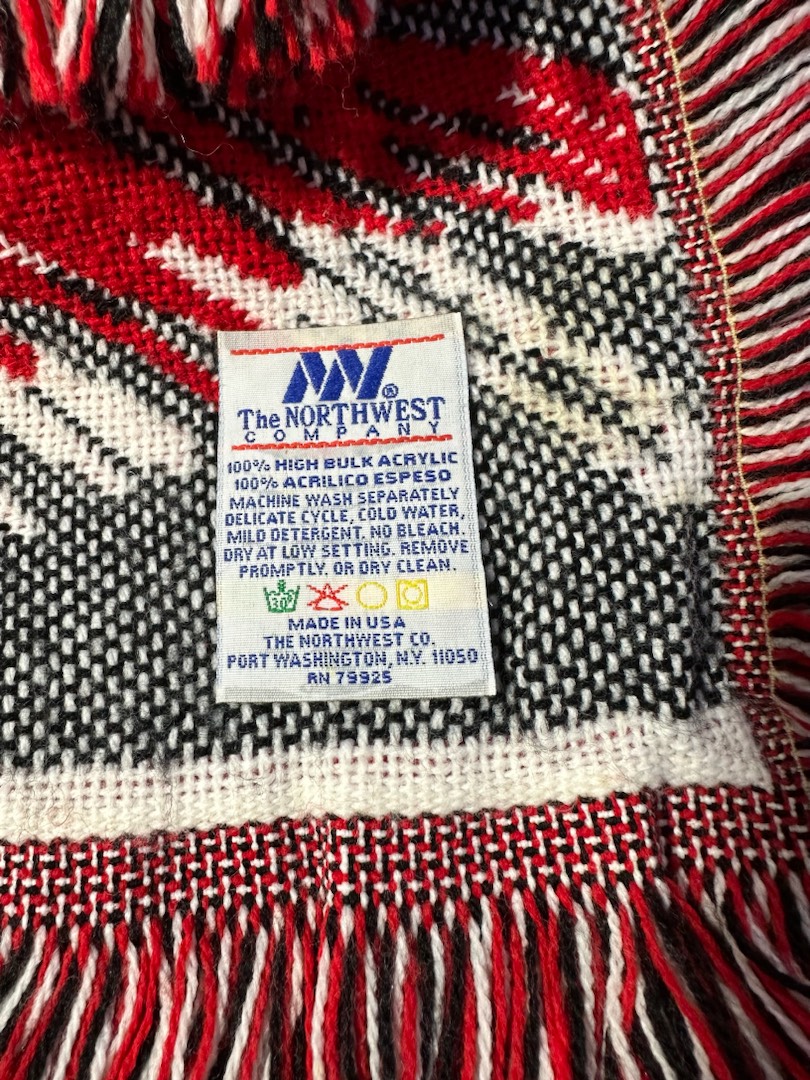 The NORTHWEST®
COMPANY
100% HIGH BULK ACRYLIC
100% ACRILICO ESPESO
MACHINE WASH SEPARATELY
DELICATE CYCLE, COLD WATER,
MILD DETERGENT. NO BLEACH.
DRY AT LOW SETTING. REMOVE
PROMPTLY. OR DRY CLEAN.
30°
MADE IN USA
THE NORTHWEST CO.
PORT WASHINGTON, N.Y. 11050
RN 79925